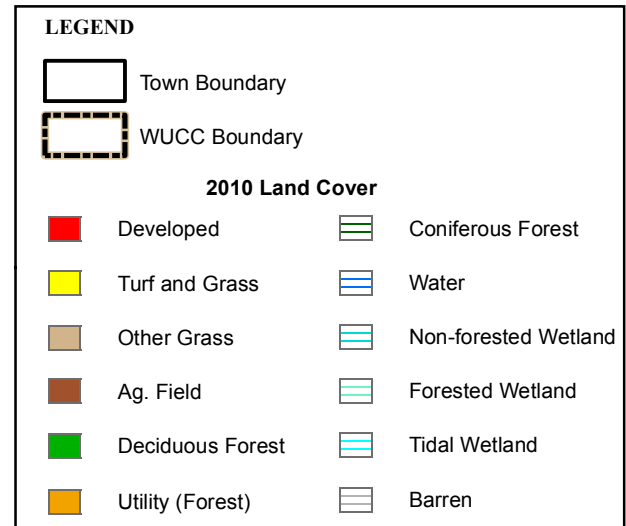 LEGEND
Town Boundary
WUCC Boundary
2010 Land Cover
Developed
Turf and Grass
Other Grass
Ag. Field
Deciduous Forest
Utility (Forest)
Coniferous Forest
Water
Non-forested Wetland
Forested Wetland
Tidal Wetland
Barren